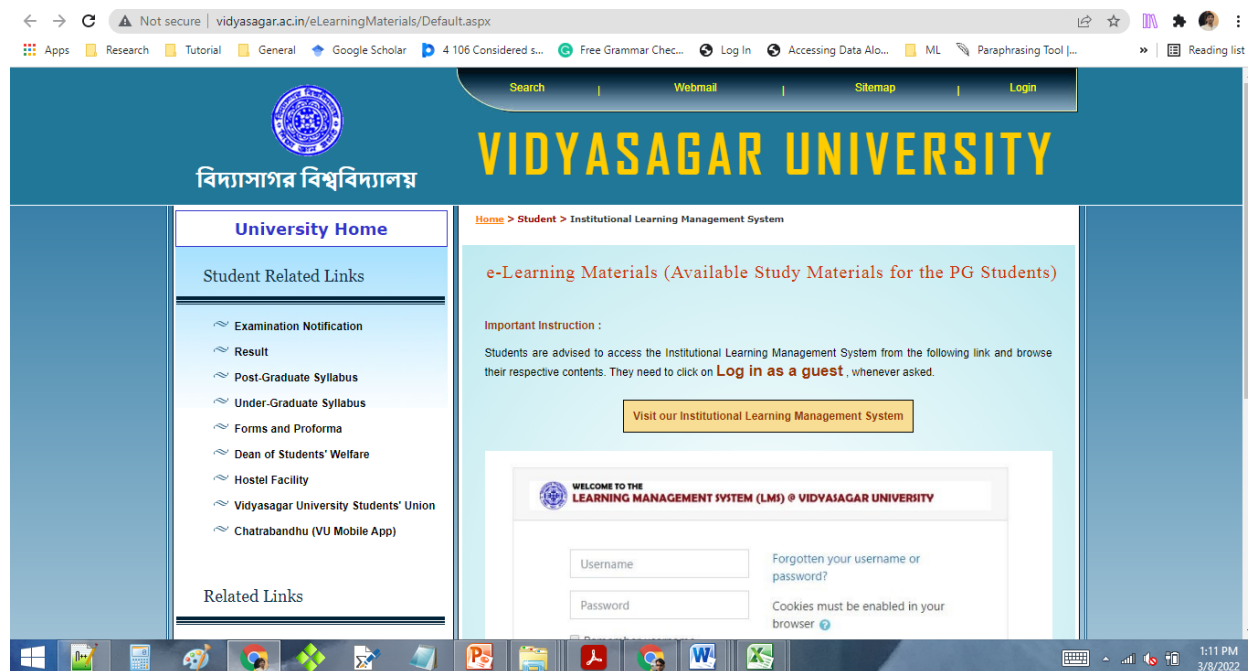 Not secure | vidyasagar.ac.in/eLearningMaterials/Default.aspx
Apps Research Tutorial General Google Scholar 4 106 Considered s... Free Grammar Chec... Log In Accessing Data Alo... ML Paraphrasing Tool |... » Reading list
Search | Webmail | Sitemap | Login
VIDYASAGAR UNIVERSITY
বিদ্যাসাগর বিশ্ববিদ্যালয়
University Home
Student Related Links
Examination Notification
Result
Post-Graduate Syllabus
Under-Graduate Syllabus
Forms and Proforma
Dean of Students' Welfare
Hostel Facility
Vidyasagar University Students' Union
Chatrabandhu (VU Mobile App)
Related Links
Home > Student > Institutional Learning Management System
e-Learning Materials (Available Study Materials for the PG Students)
Important Instruction :
Students are advised to access the Institutional Learning Management System from the following link and browse
their respective contents. They need to click on Log in as a guest , whenever asked.
Visit our Institutional Learning Management System
WELCOME TO THE
LEARNING MANAGEMENT SYSTEM (LMS) @ VIDYASAGAR UNIVERSITY
Username
Password
Forgotten your username or
password?
Cookies must be enabled in your
browser
1:11 PM
3/8/2022